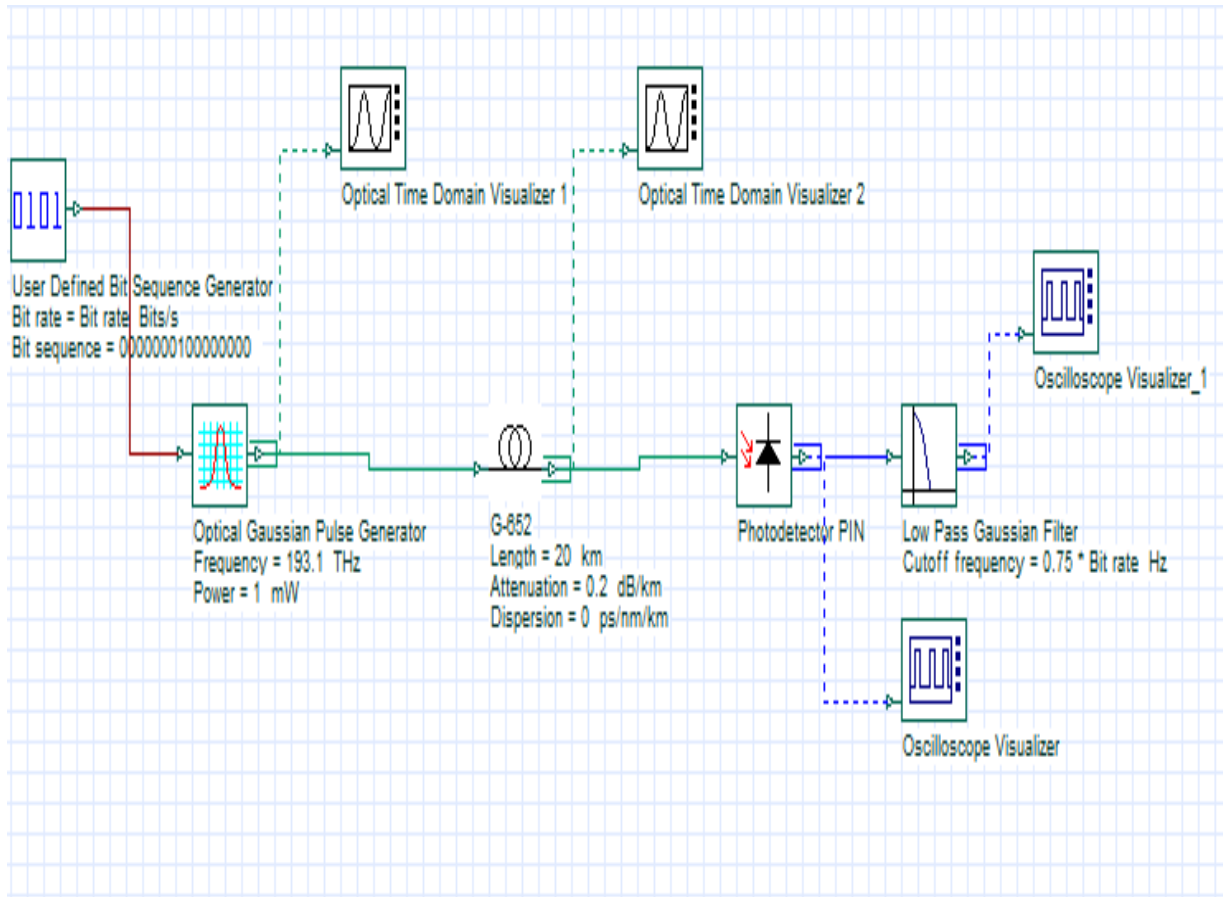 Optical Time Domain Visualizer 1
Optical Time Domain Visualizer 2
0101
User Defined Bit Sequence Generator
Bit rate = Bit rate Bits/s
Bit sequence = 0000000100000000
Oscilloscope Visualizer_1
Optical Gaussian Pulse Generator
Frequency = 193.1 THz
Power = 1 mW
G-652
Length = 20 km
Attenuation = 0.2 dB/km
Dispersion = 0 ps/nm/km
Photodetector PIN
Low Pass Gaussian Filter
Cutoff frequency = 0.75 * Bit rate Hz
Oscilloscope Visualizer